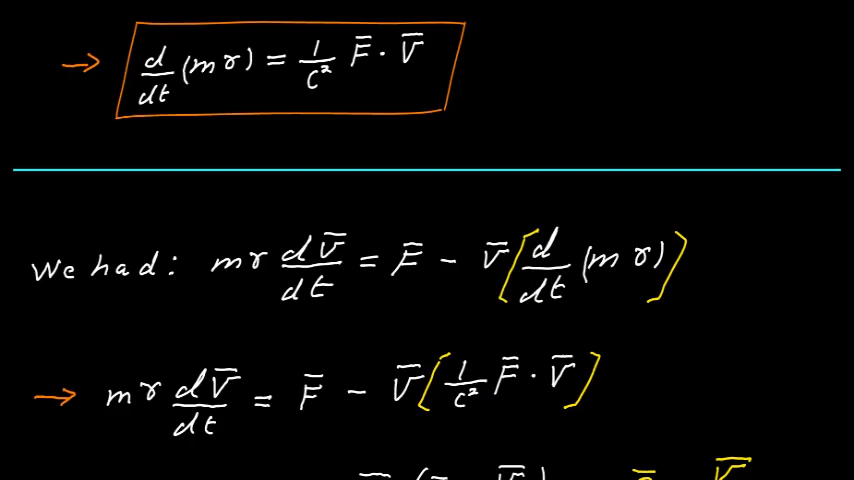 → d/dt (mγ) = 1/c² F̄ · V̄
We had: mγ dV̄/dt = F̄ − V̄ [d/dt (mγ)]
→ mγ dV̄/dt = F̄ − V̄ [1/c² F̄ · V̄]